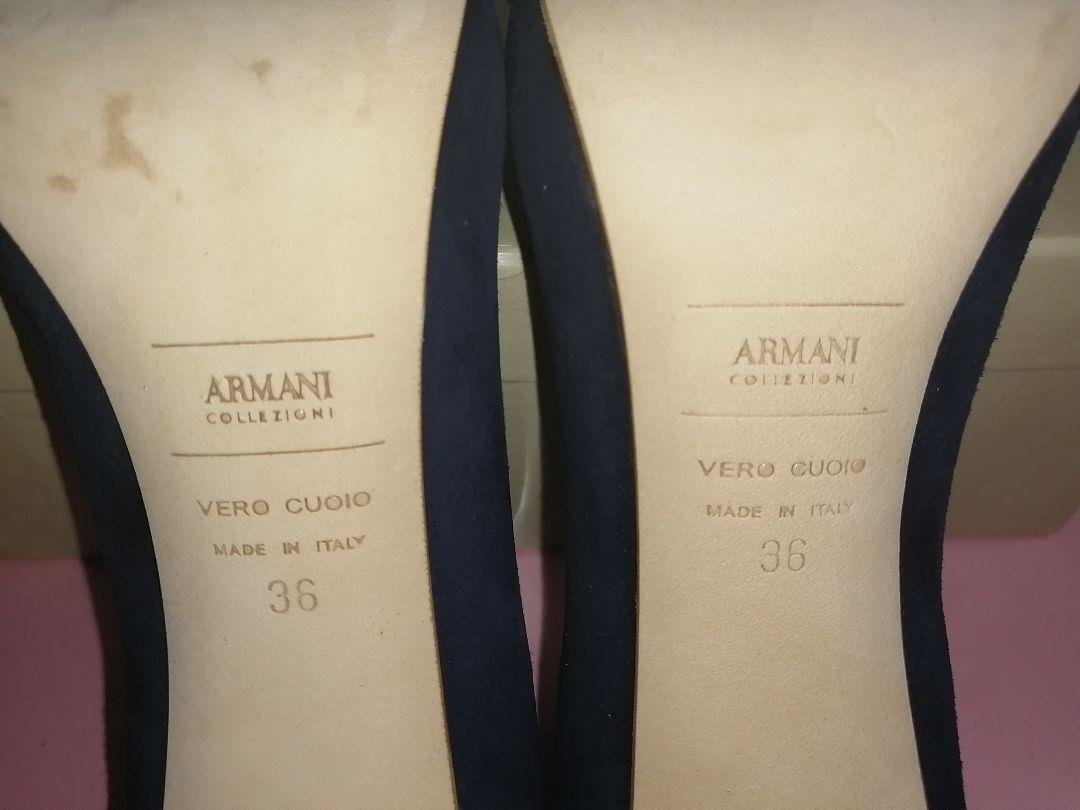 ARMANI
COLLEZIONI
VERO CUOIO
MADE IN ITALY
36
ARMANI
COLLEZIONI
VERO CUOIO
MADE IN ITALY
36